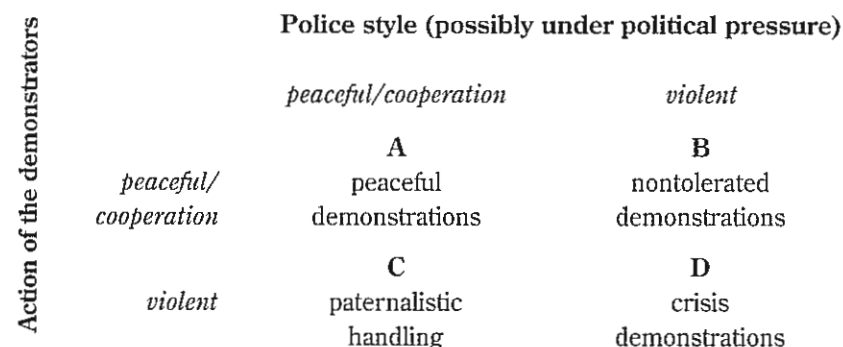 Police style (possibly under political pressure)
Action of the demonstrators
peaceful/cooperation violent
A B
peaceful/ peaceful nontolerated
cooperation demonstrations demonstrations
C D
violent paternalistic crisis
handling demonstrations